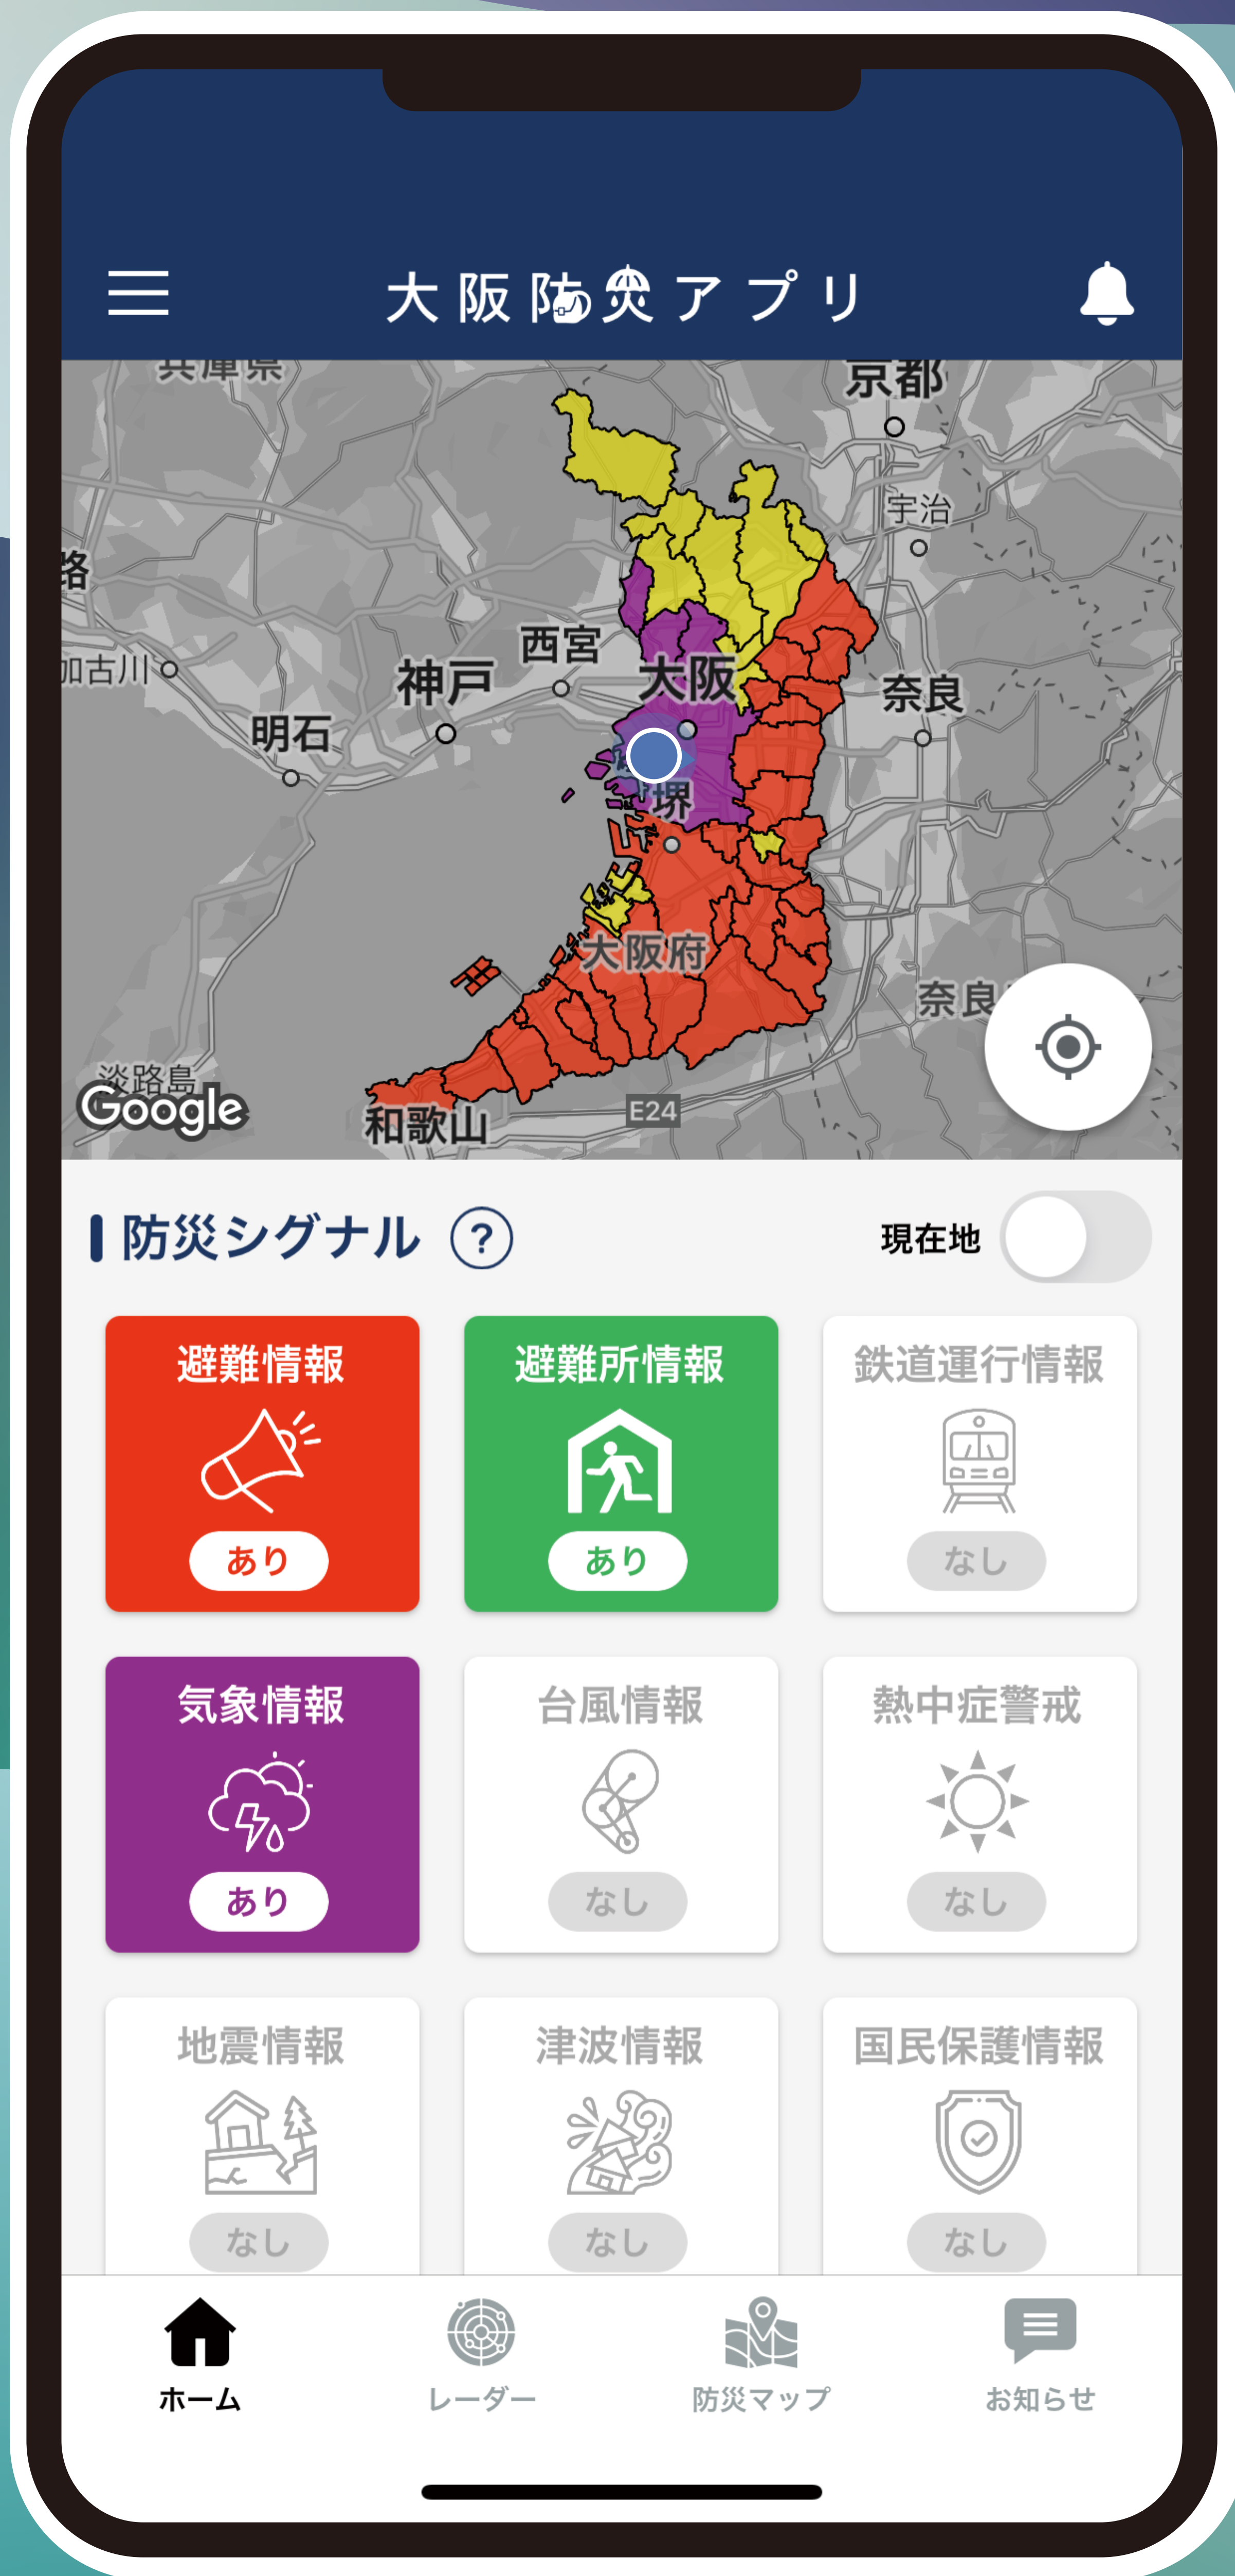 大阪防災アプリ
兵庫県
京都
宇治
路
加古川
西宮
神戸
大阪
奈良
明石
堺
大阪府
奈良
淡路島
Google
和歌山
E24
防災シグナル ? 現在地
避難情報 避難所情報 鉄道運行情報
あり あり なし
気象情報 台風情報 熱中症警戒
あり なし なし
地震情報 津波情報 国民保護情報
なし なし なし
ホーム レーダー 防災マップ お知らせ